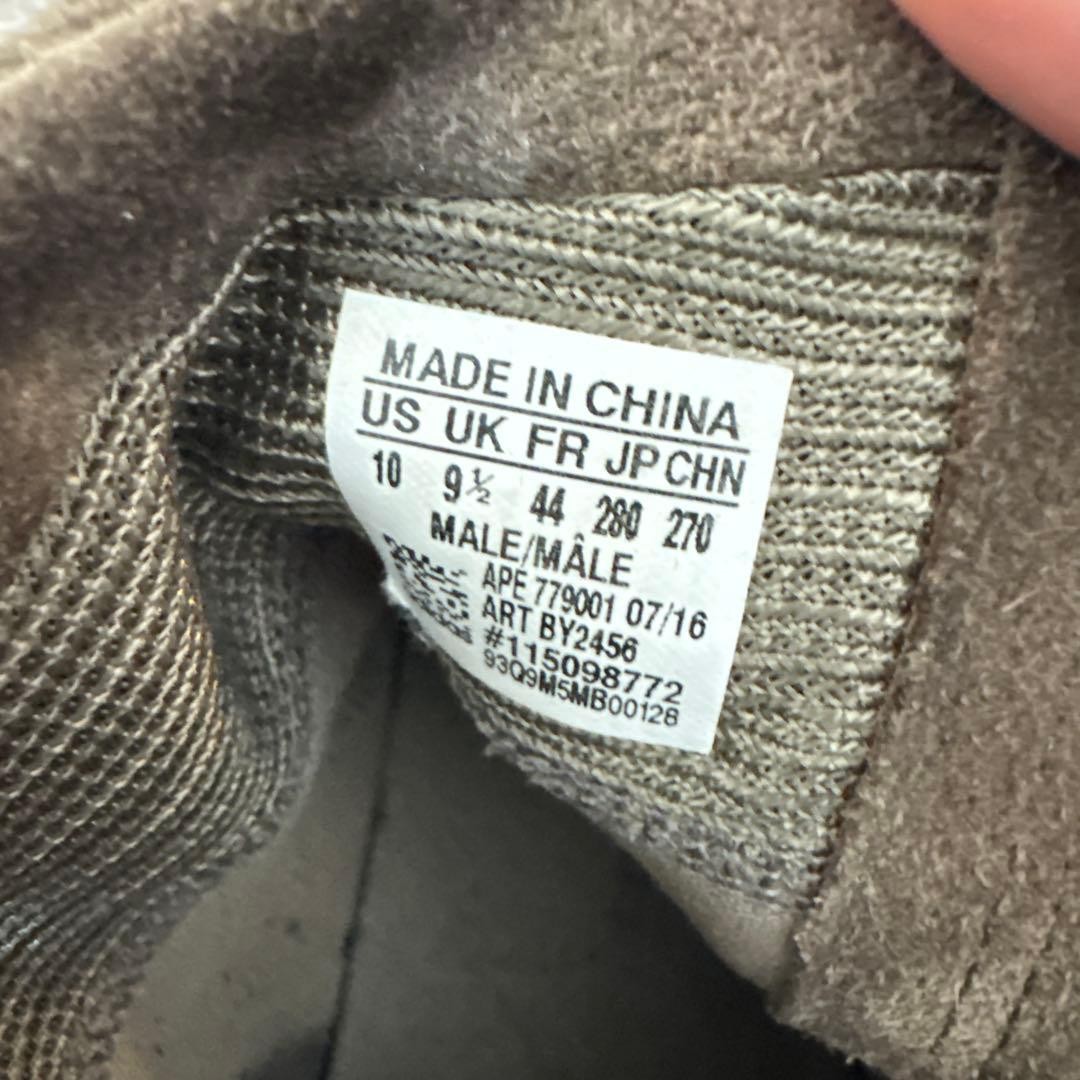 MADE IN CHINA
US UK FR JP CHN
10 9½ 44 280 270
MALE/MÂLE
APE 779001 07/16
ART BY2456
#115098772
93Q9M5MB00128